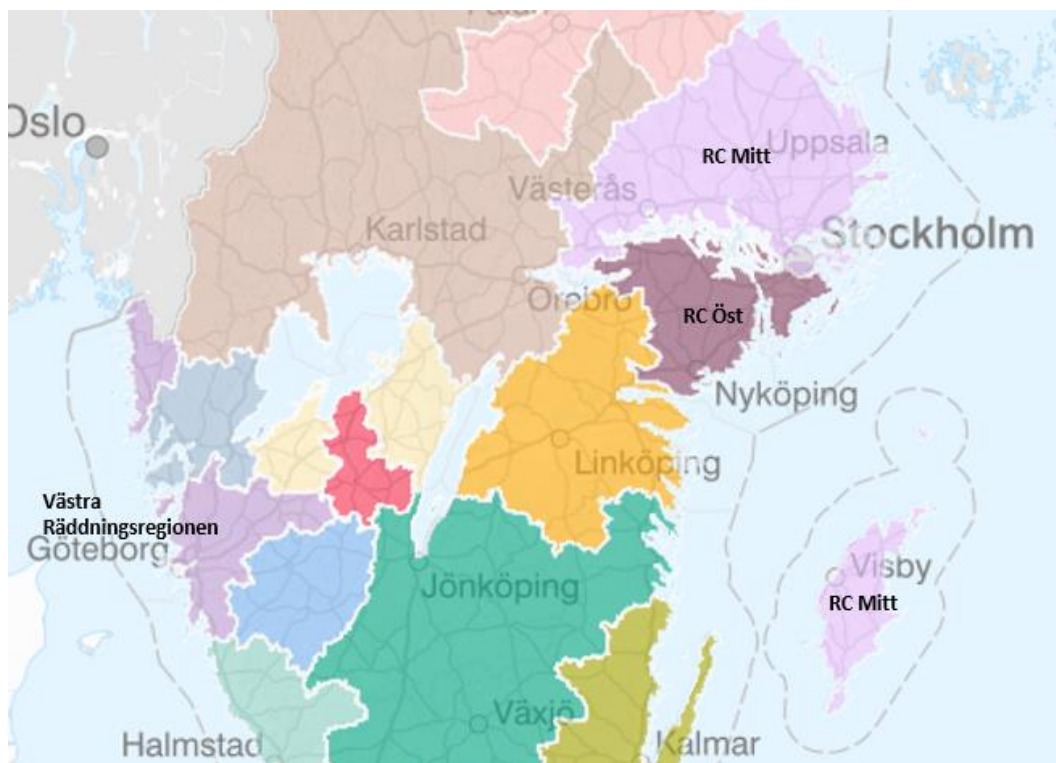 Falun
Oslo
RC Mitt
Uppsala
Västerås
Karlstad
Stockholm
Örebro
RC Öst
Nyköping
Linköping
Västra
Räddningsregionen
Göteborg
Jönköping
Visby
RC Mitt
Växjö
Halmstad
Kalmar